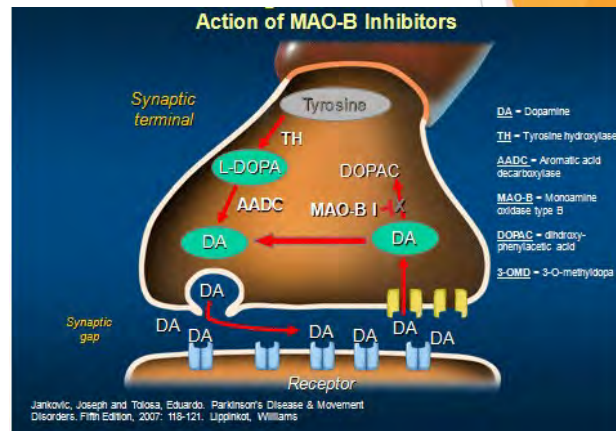 Action of MAO-B Inhibitors
Synaptic
terminal
Tyrosine
TH
L-DOPA
DOPAC
AADC
MAO-B I
X
DA
DA
DA
Synaptic
gap
DA
DA
DA
DA
DA
DA
Receptor
DA = Dopamine
TH = Tyrosine hydroxylase
AADC = Aromatic acid
decarboxylase
MAO-B = Monoamine
oxidase type B
DOPAC = dihdroxy-
phenylacetic acid
3-OMD = 3-O-methyldopa
Jankovic, Joseph and Tolosa, Eduardo. Parkinson's Disease & Movement
Disorders. Fifth Edition, 2007: 118-121. Lippinkot, Williams